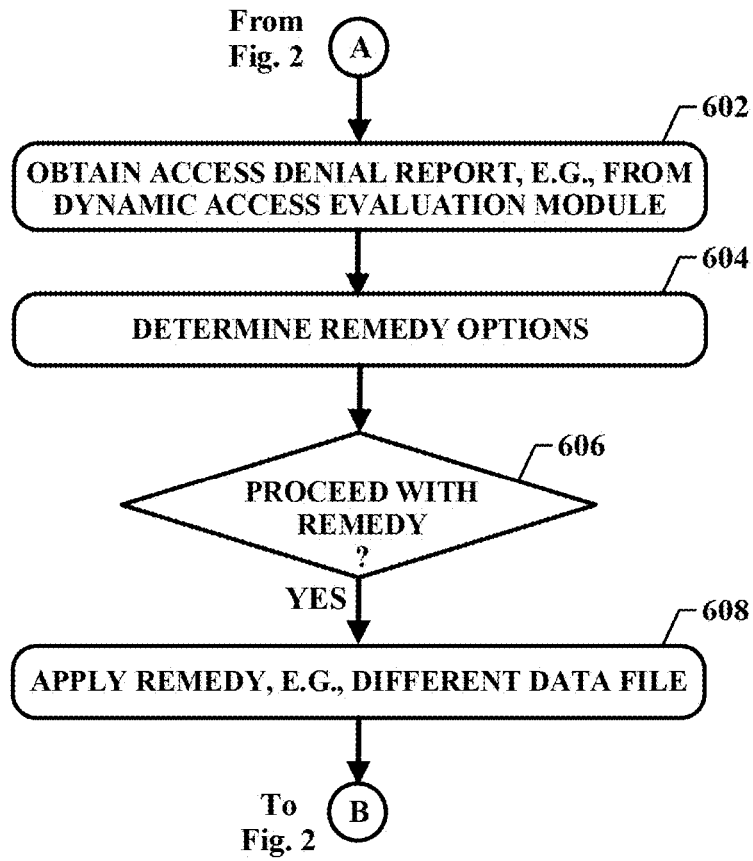 From
Fig. 2
A
602
OBTAIN ACCESS DENIAL REPORT, E.G., FROM
DYNAMIC ACCESS EVALUATION MODULE
604
DETERMINE REMEDY OPTIONS
606
PROCEED WITH
REMEDY
?
YES
608
APPLY REMEDY, E.G., DIFFERENT DATA FILE
To
Fig. 2
B